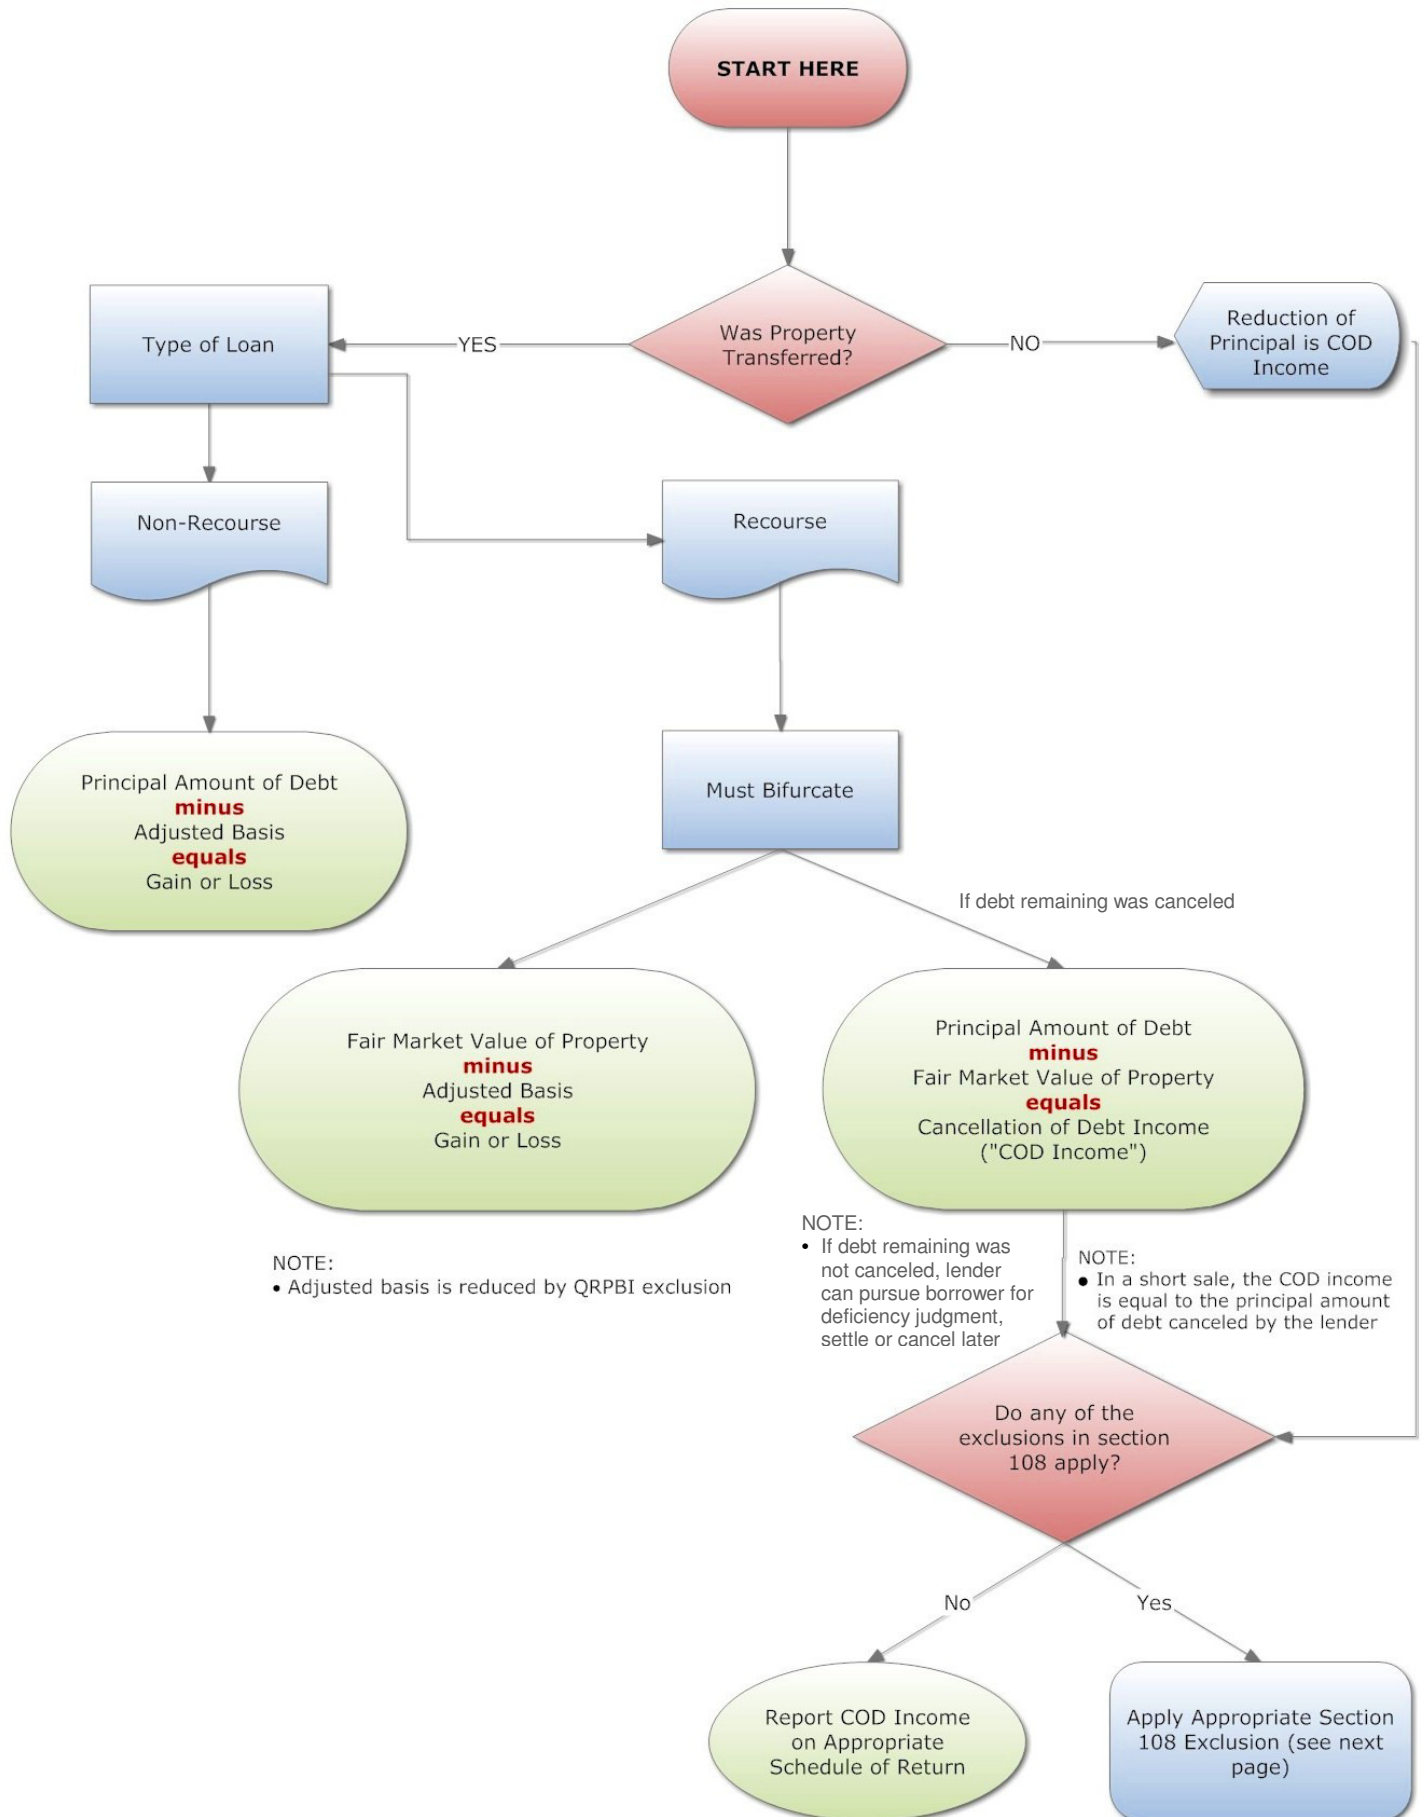 START HERE
Was Property
Transferred?
YES
NO
Type of Loan
Reduction of
Principal is COD
Income
Non-Recourse
Recourse
Principal Amount of Debt
minus
Adjusted Basis
equals
Gain or Loss
Must Bifurcate
If debt remaining was canceled
Fair Market Value of Property
minus
Adjusted Basis
equals
Gain or Loss
Principal Amount of Debt
minus
Fair Market Value of Property
equals
Cancellation of Debt Income
("COD Income")
NOTE:
• Adjusted basis is reduced by QRPBI exclusion
NOTE:
• If debt remaining was
not canceled, lender
can pursue borrower for
deficiency judgment,
settle or cancel later
NOTE:
• In a short sale, the COD income
is equal to the principal amount
of debt canceled by the lender
Do any of the
exclusions in section
108 apply?
No
Yes
Report COD Income
on Appropriate
Schedule of Return
Apply Appropriate Section
108 Exclusion (see next
page)